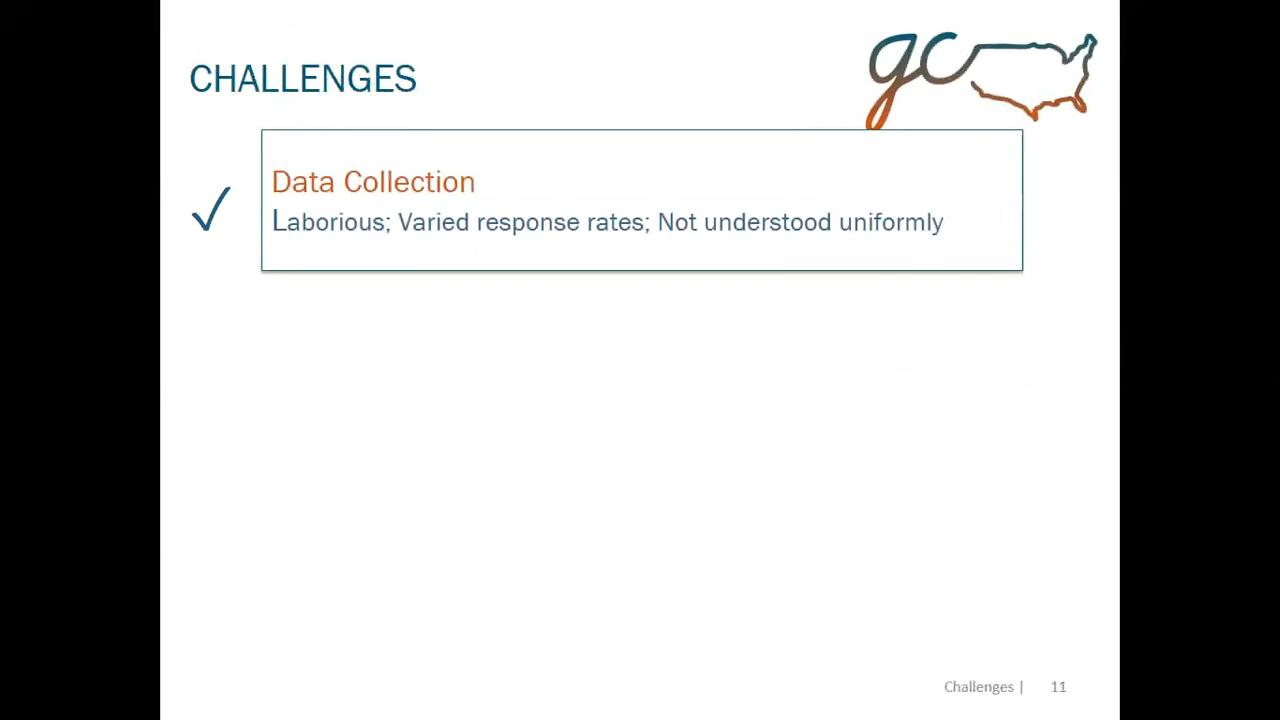 CHALLENGES
gc
Data Collection
Laborious; Varied response rates; Not understood uniformly
Challenges | 11